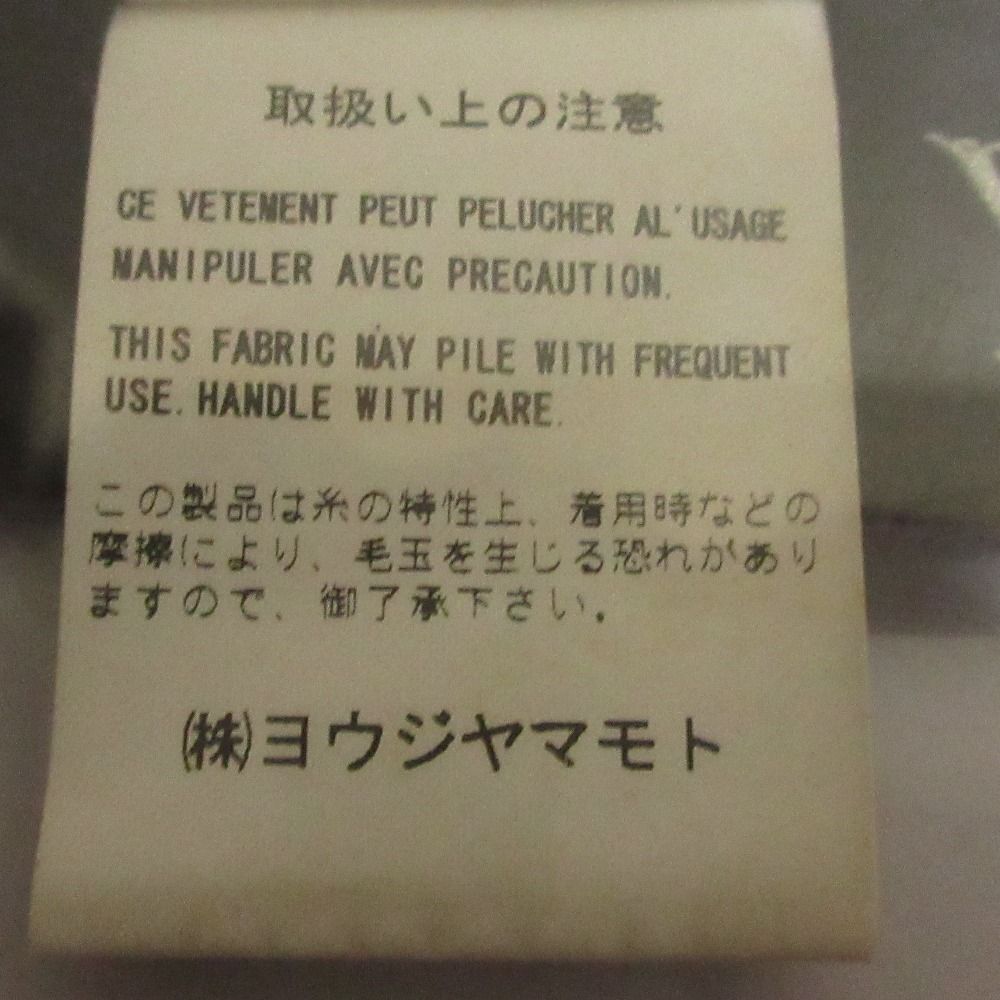 取扱い上の注意
CE VETEMENT PEUT PELUCHER AL'USAGE
MANIPULER AVEC PRECAUTION.
THIS FABRIC MAY PILE WITH FREQUENT
USE. HANDLE WITH CARE.
この製品は糸の特性上、着用時などの
摩擦により、毛玉を生じる恐れがあり
ますので、御了承下さい。
㈱ヨウジヤマモト